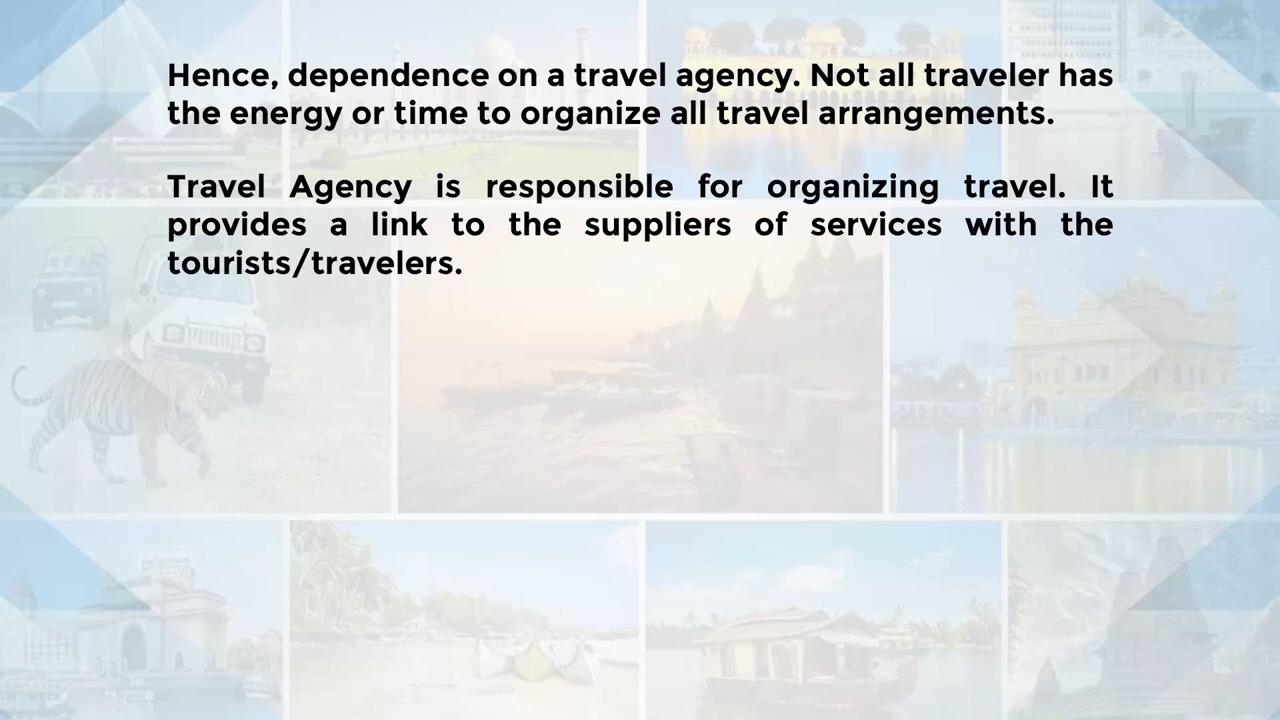 Hence, dependence on a travel agency. Not all traveler has
the energy or time to organize all travel arrangements.
Travel Agency is responsible for organizing travel. It
provides a link to the suppliers of services with the
tourists/travelers.